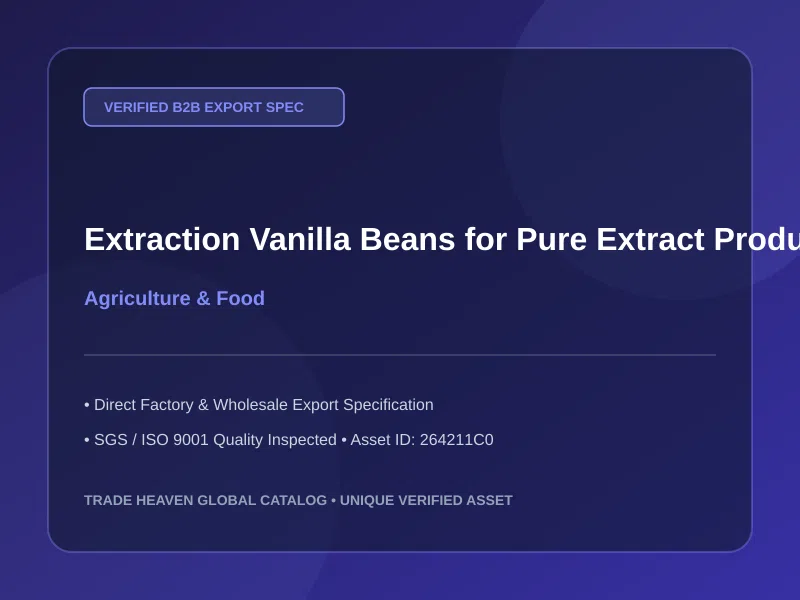 VERIFIED B2B EXPORT SPEC
Extraction Vanilla Beans for Pure Extract Produ
Agriculture & Food
• Direct Factory & Wholesale Export Specification
• SGS / ISO 9001 Quality Inspected • Asset ID: 264211C0
TRADE HEAVEN GLOBAL CATALOG • UNIQUE VERIFIED ASSET